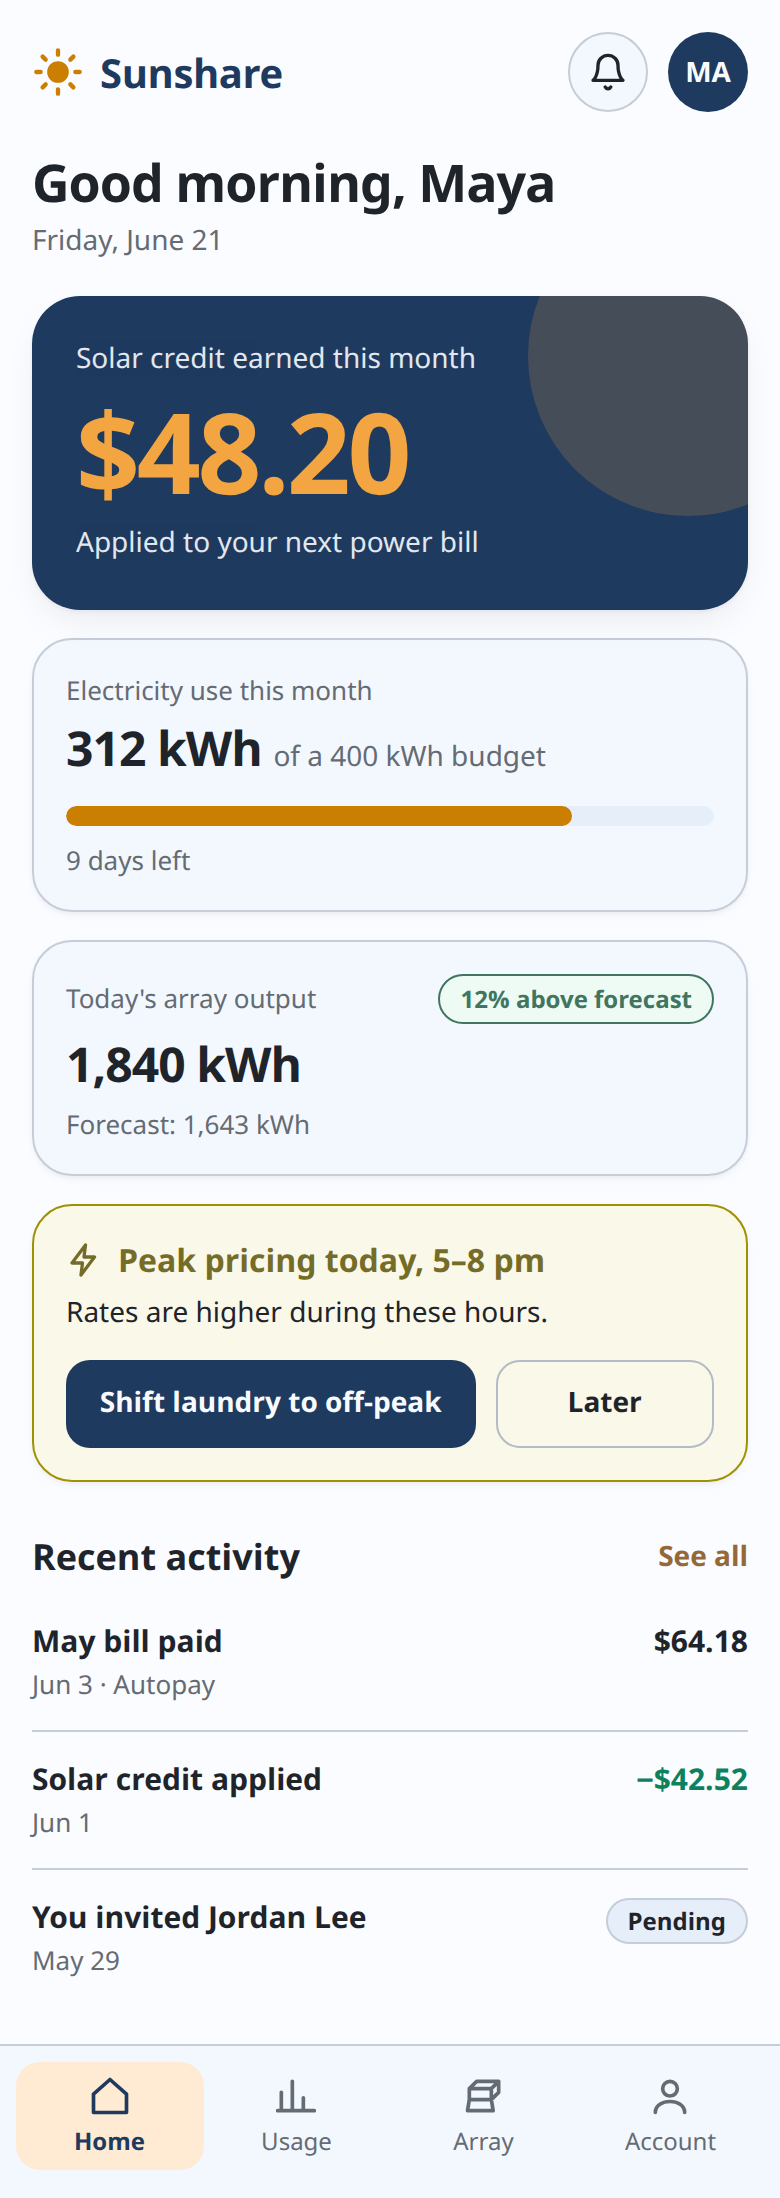 Sunshare
MA
Good morning, Maya
Friday, June 21
Solar credit earned this month
$48.20
Applied to your next power bill
Electricity use this month
312 kWh of a 400 kWh budget
9 days left
Today's array output
12% above forecast
1,840 kWh
Forecast: 1,643 kWh
Peak pricing today, 5–8 pm
Rates are higher during these hours.
Shift laundry to off-peak
Later
Recent activity
See all
May bill paid
$64.18
Jun 3 · Autopay
Solar credit applied
−$42.52
Jun 1
You invited Jordan Lee
Pending
May 29
Home
Usage
Array
Account